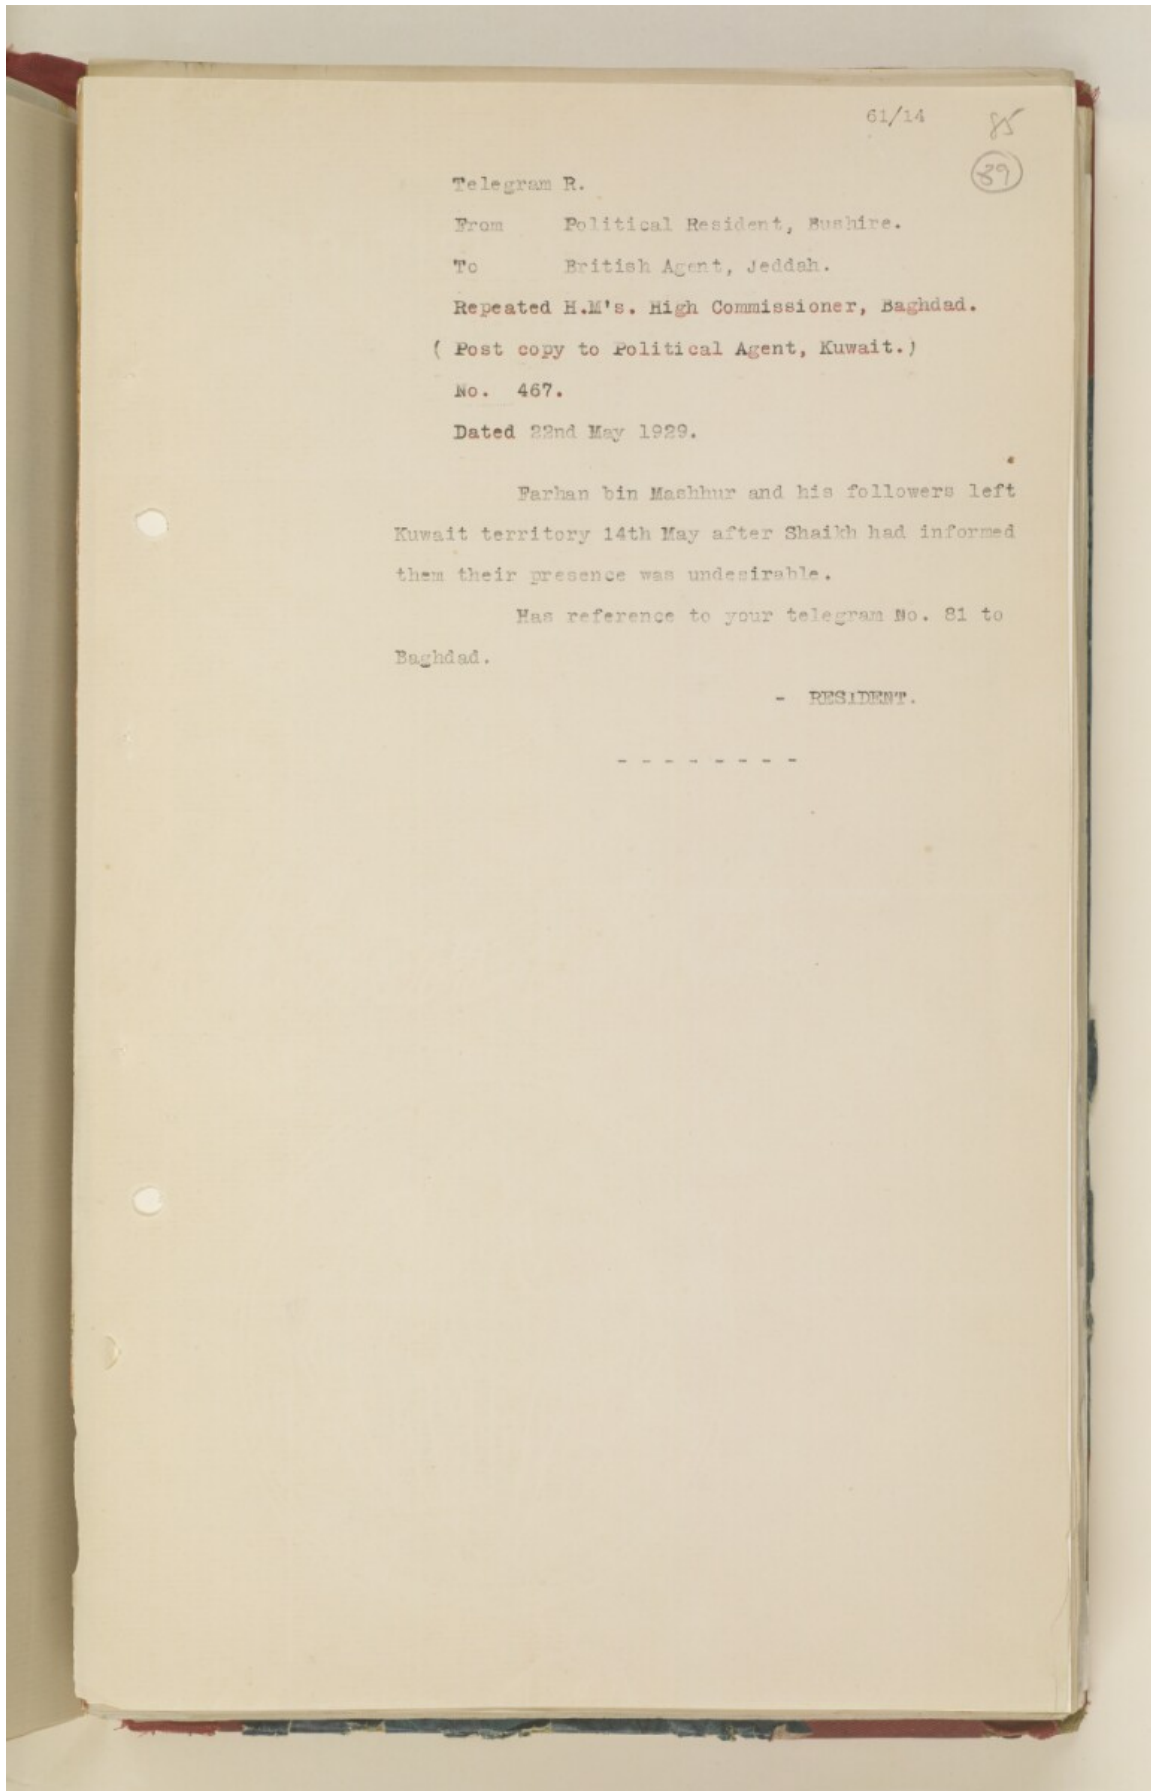 61/14
85
89
Telegram R.
From Political Resident, Bushire.
To British Agent, Jeddah.
Repeated H.M's. High Commissioner, Baghdad.
( Post copy to Political Agent, Kuwait.)
No. 467.
Dated 22nd May 1929.
Farhan bin Mashhur and his followers left
Kuwait territory 14th May after Shaikh had informed
them their presence was undesirable.
Has reference to your telegram No. 81 to
Baghdad.
- RESIDENT.
- - - - - - - -